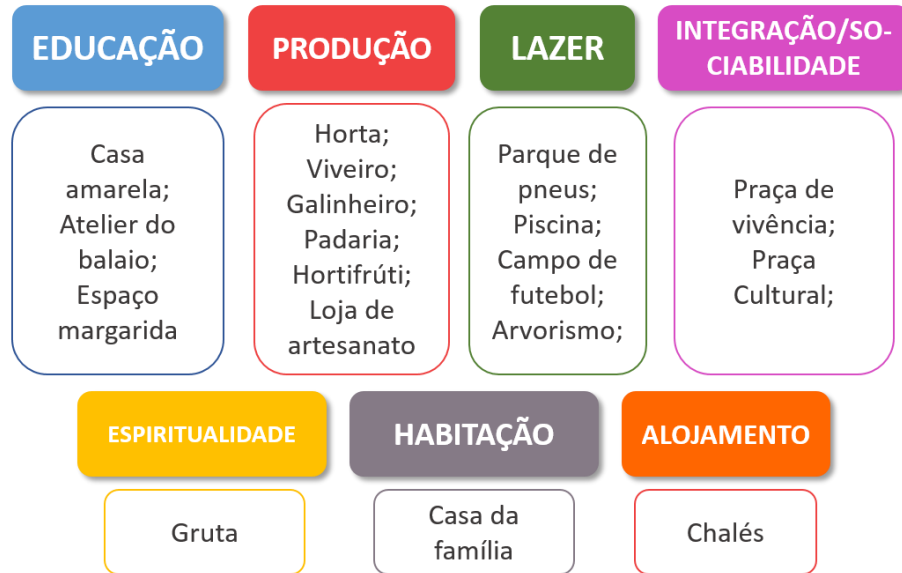 EDUCAÇÃO
Casa
amarela;
Atelier do
balaio;
Espaço
margarida
PRODUÇÃO
Horta;
Viveiro;
Galinheiro;
Padaria;
Hortifrúti;
Loja de
artesanato
LAZER
Parque de
pneus;
Piscina;
Campo de
futebol;
Arvorismo;
INTEGRAÇÃO/SO-
CIABILIDADE
Praça de
vivência;
Praça
Cultural;
ESPIRITUALIDADE
Gruta
HABITAÇÃO
Casa da
família
ALOJAMENTO
Chalés